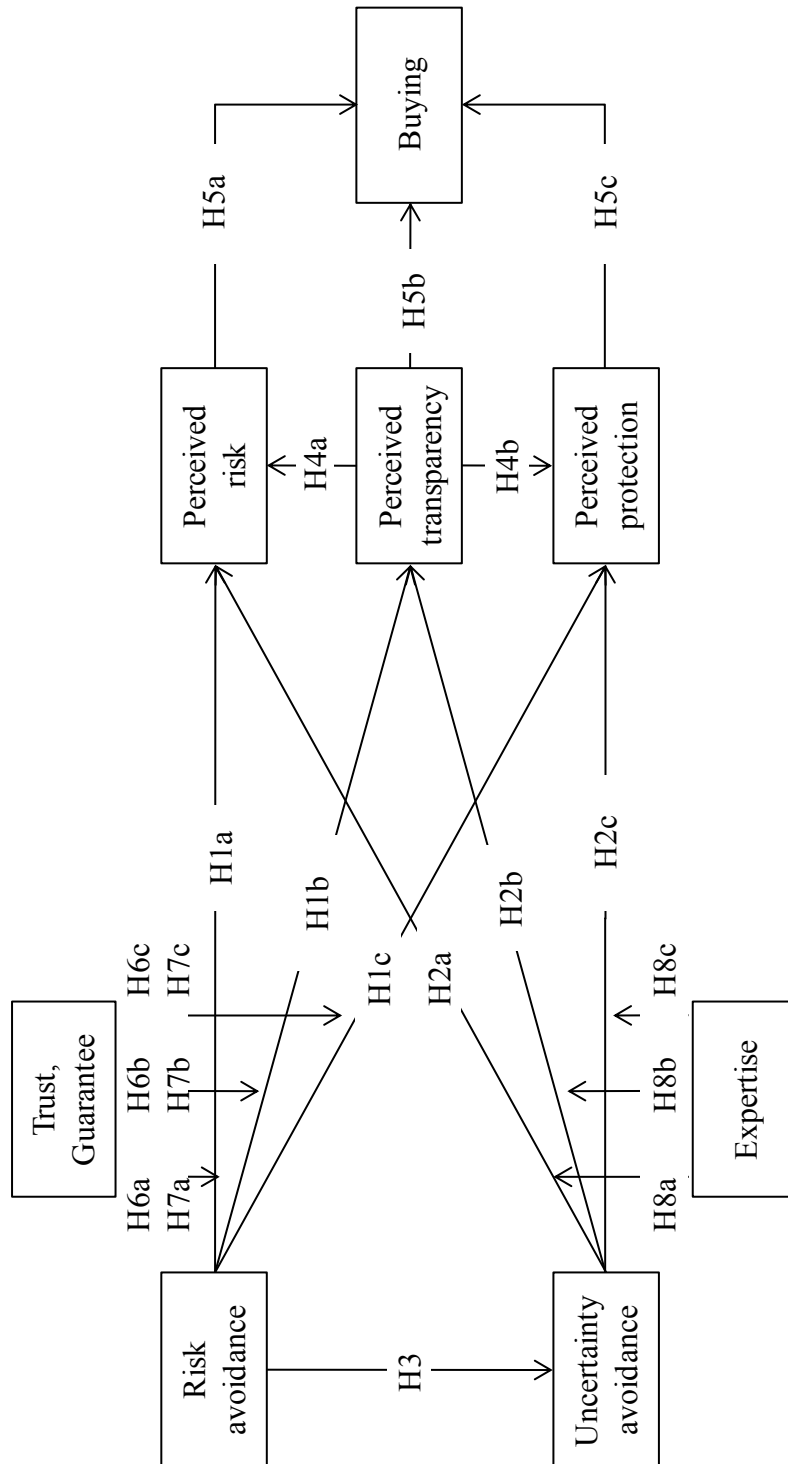 Trust,
Guarantee
H6a
H6b
H6c
H7a
H7b
H7c
Risk
avoidance
H1a
Perceived
risk
H5a
H1b
H4a
H3
H1c
H2a
Perceived
transparency
H5b
Buying
H2b
H4b
Uncertainty
avoidance
H2c
Perceived
protection
H5c
H8a
H8b
H8c
Expertise